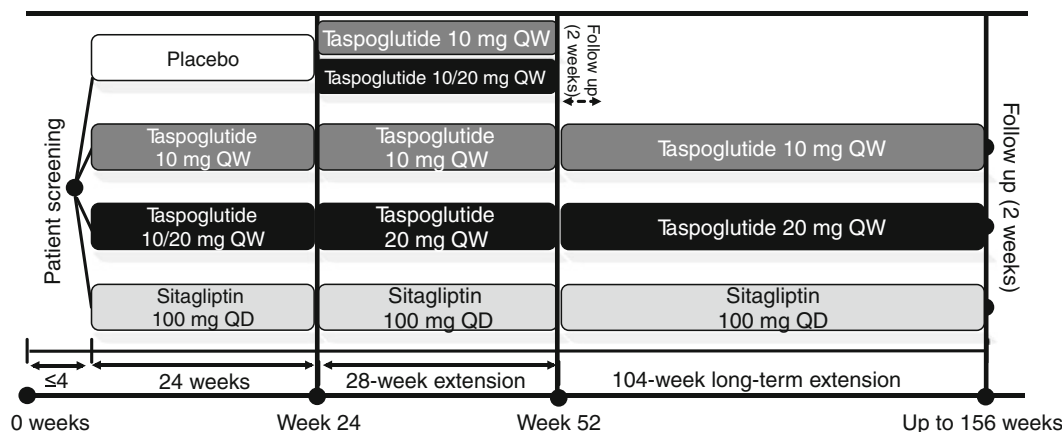 Patient screening
Placebo
Taspoglutide 10 mg QW
Taspoglutide 10/20 mg QW
Follow up
(2 weeks)
Taspoglutide
10 mg QW
Taspoglutide
10 mg QW
Taspoglutide 10 mg QW
Taspoglutide
10/20 mg QW
Taspoglutide
20 mg QW
Taspoglutide 20 mg QW
Sitagliptin
100 mg QD
Sitagliptin
100 mg QD
Sitagliptin
100 mg QD
Follow up (2 weeks)
≤4
24 weeks
28-week extension
104-week long-term extension
0 weeks
Week 24
Week 52
Up to 156 weeks